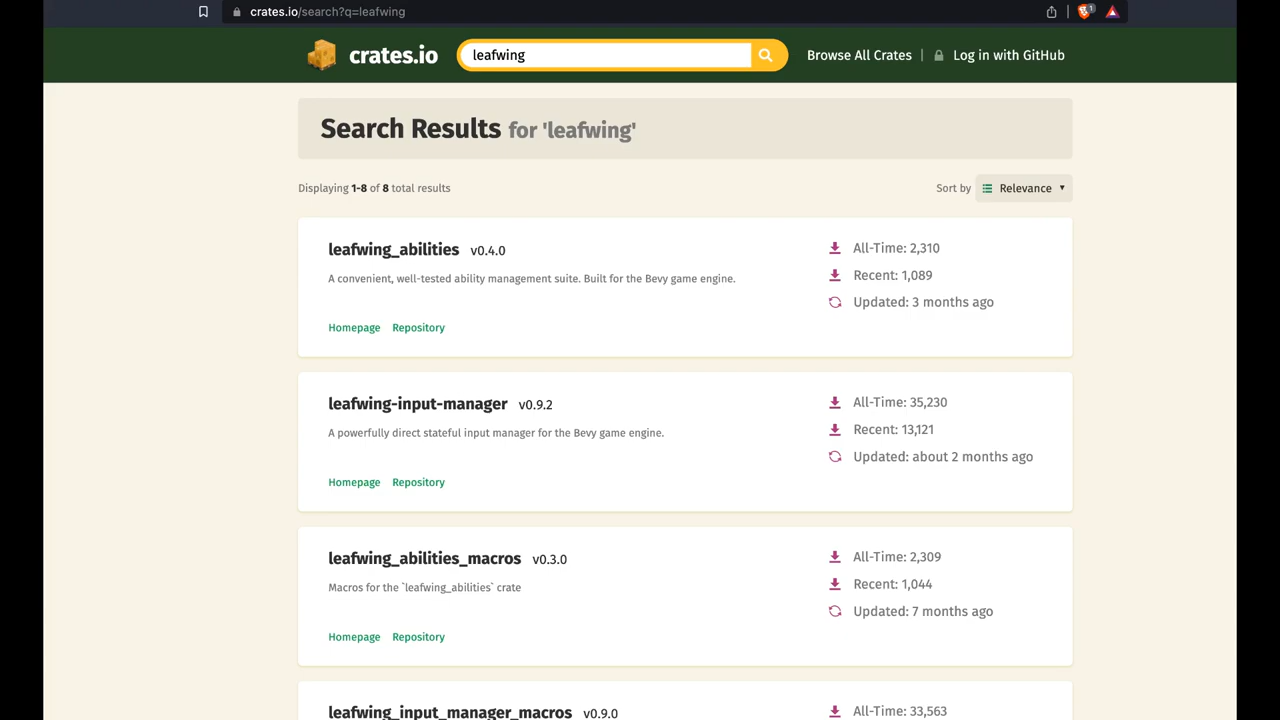 crates.io/search?q=leafwing
1
crates.io
leafwing
Browse All Crates
Log in with GitHub
Search Results for 'leafwing'
Displaying 1-8 of 8 total results
Sort by
Relevance
leafwing_abilities v0.4.0
A convenient, well-tested ability management suite. Built for the Bevy game engine.
Homepage Repository
All-Time: 2,310
Recent: 1,089
Updated: 3 months ago
leafwing-input-manager v0.9.2
A powerfully direct stateful input manager for the Bevy game engine.
Homepage Repository
All-Time: 35,230
Recent: 13,121
Updated: about 2 months ago
leafwing_abilities_macros v0.3.0
Macros for the `leafwing_abilities` crate
Homepage Repository
All-Time: 2,309
Recent: 1,044
Updated: 7 months ago
leafwing_input_manager_macros v0.9.0
All-Time: 33,563